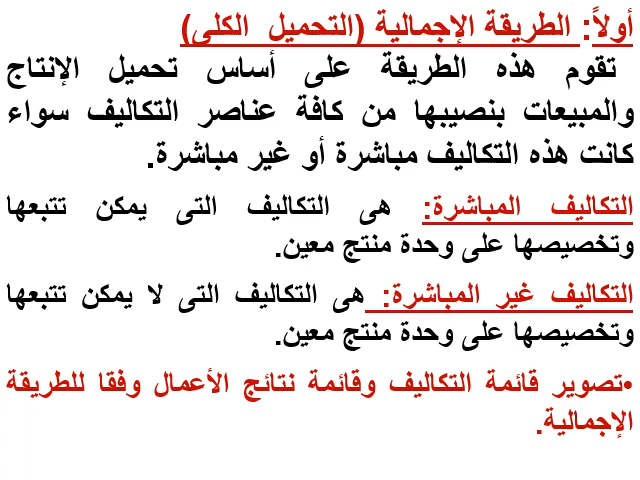 أولاً: الطريقة الإجمالية (التحميل الكلى)
تقوم هذه الطريقة على أساس تحميل الإنتاج
والمبيعات بنصيبها من كافة عناصر التكاليف سواء
كانت هذه التكاليف مباشرة أو غير مباشرة.
التكاليف المباشرة: هى التكاليف التى يمكن تتبعها
وتخصيصها على وحدة منتج معين.
التكاليف غير المباشرة: هى التكاليف التى لا يمكن تتبعها
وتخصيصها على وحدة منتج معين.
•تصوير قائمة التكاليف وقائمة نتائج الأعمال وفقا للطريقة
الإجمالية.